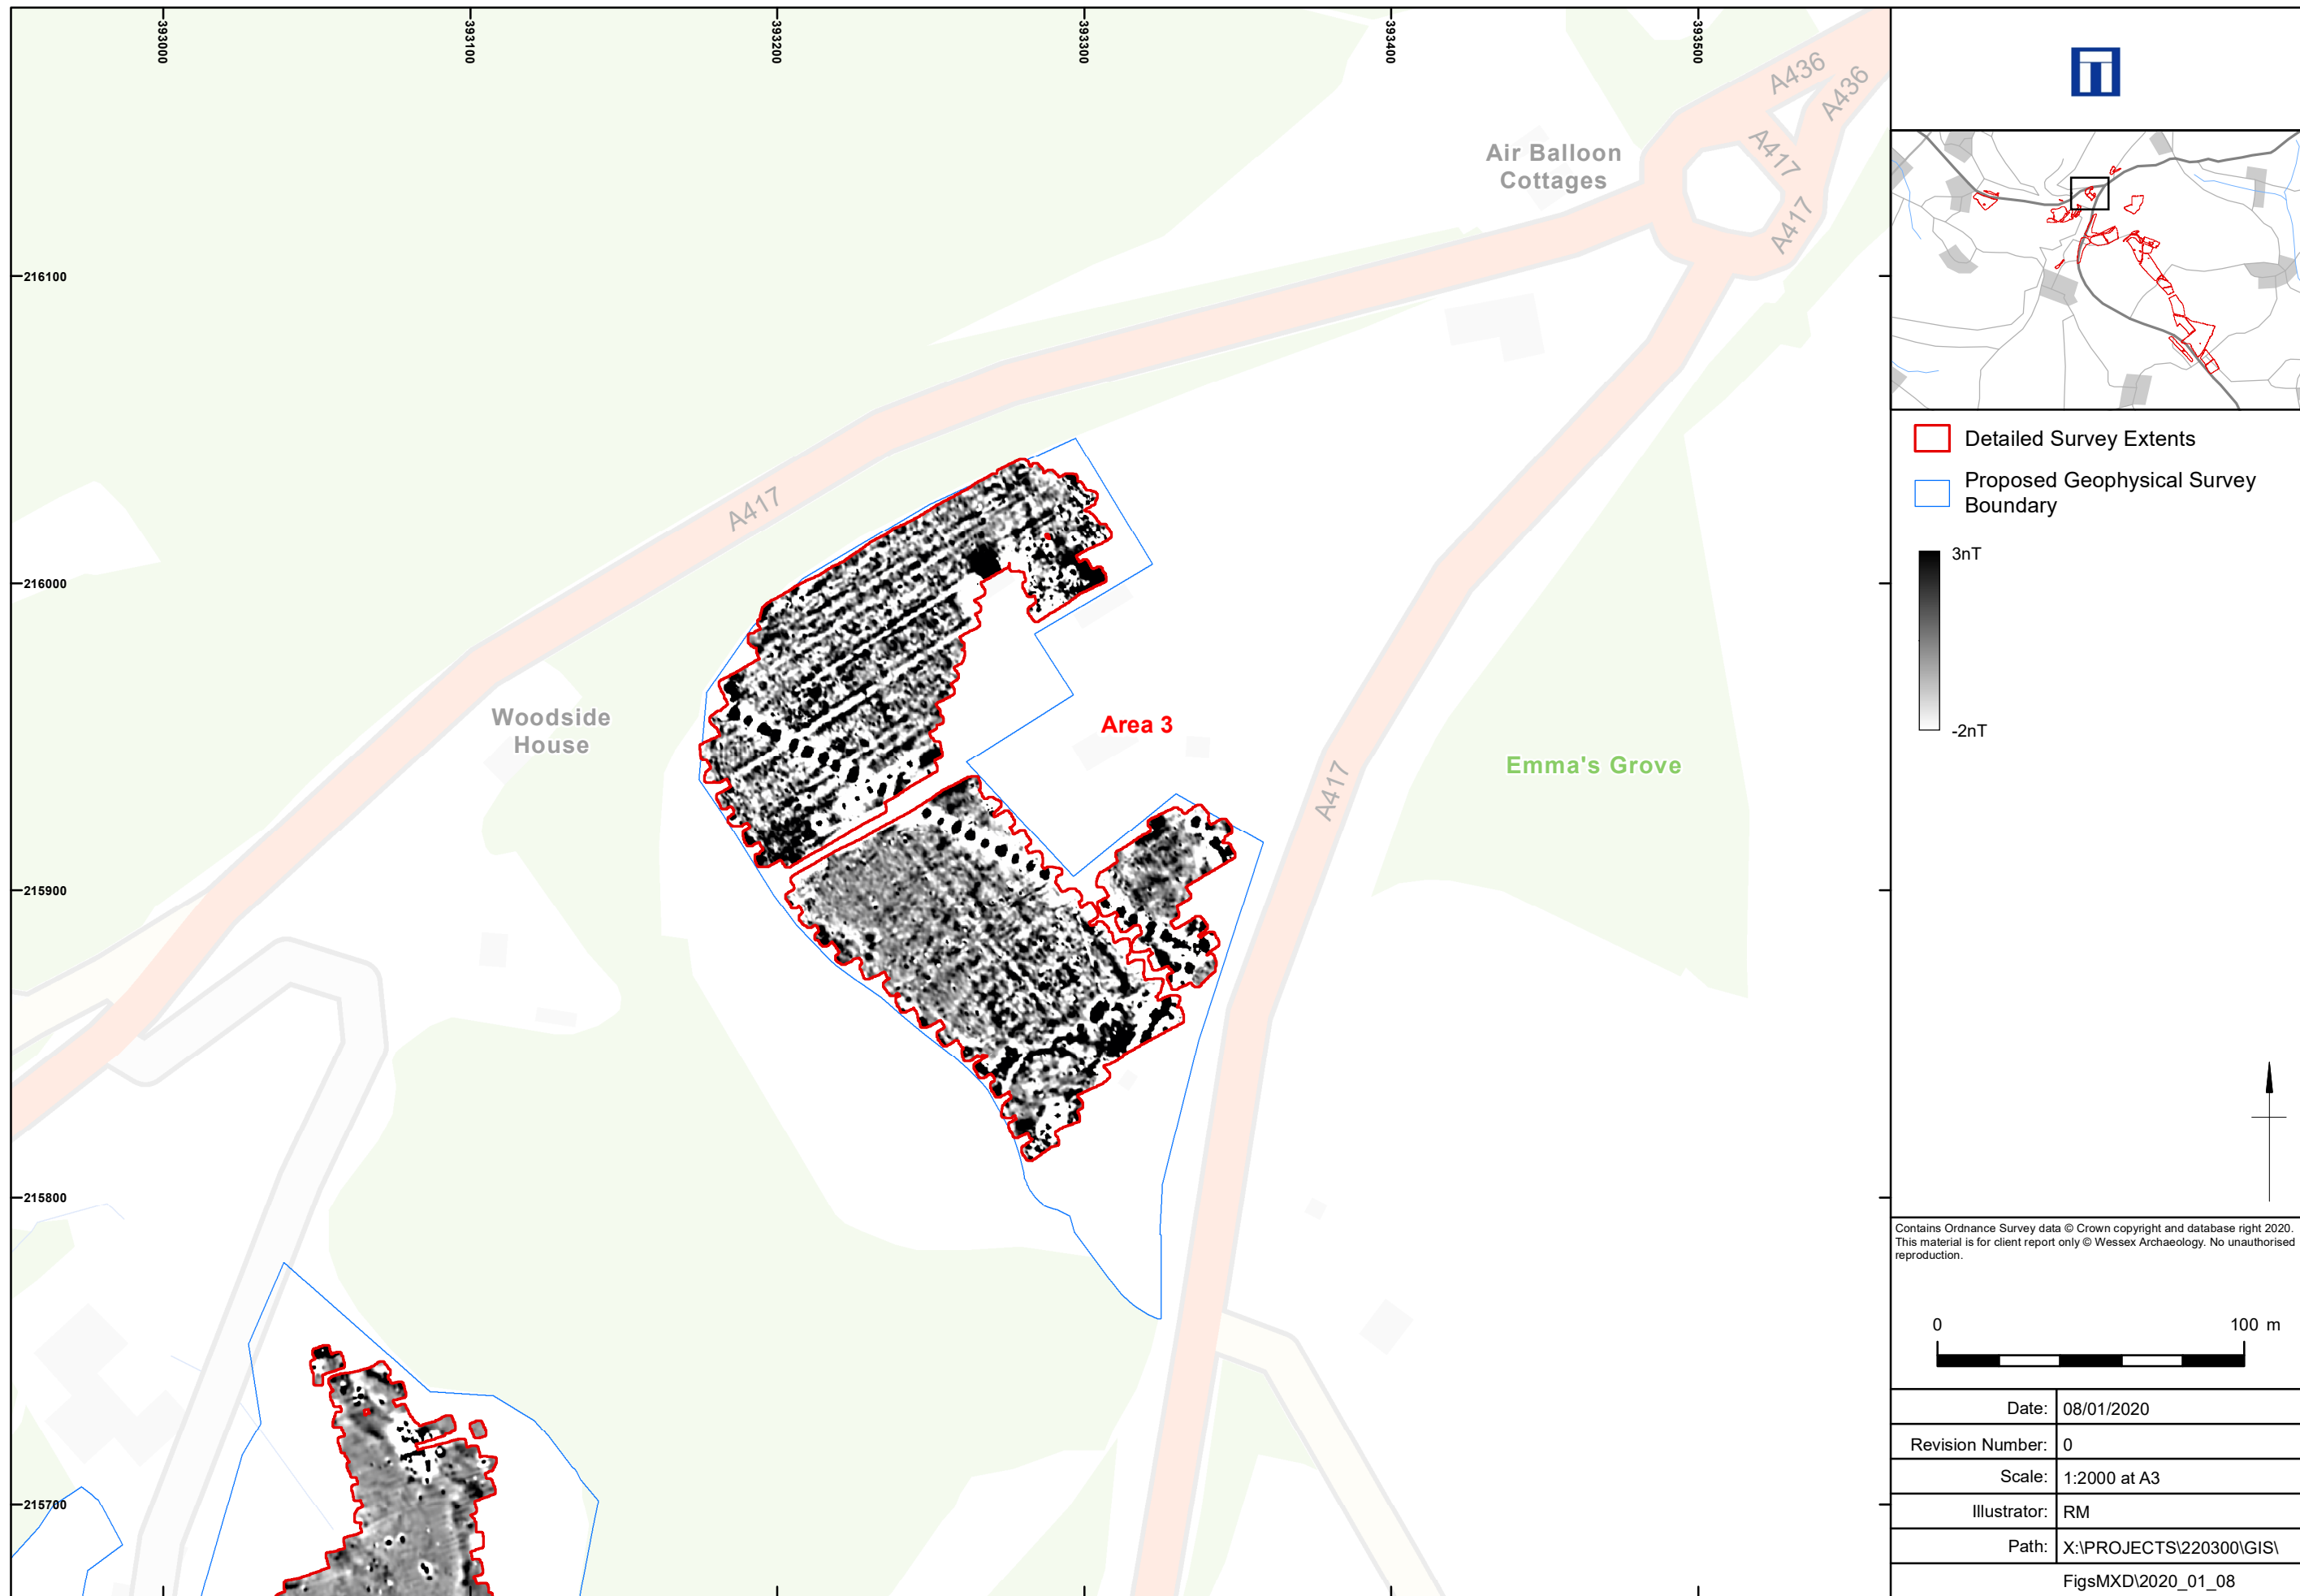 393000
393100
393200
393300
393400
393500
A436
A436
A417
A417
Air Balloon
Cottages
216100
A417
216000
Woodside
House
Area 3
Emma's Grove
A417
215900
215800
215700
Detailed Survey Extents
Proposed Geophysical Survey
Boundary
3nT
-2nT
Contains Ordnance Survey data © Crown copyright and database right 2020.
This material is for client report only © Wessex Archaeology. No unauthorised
reproduction.
0 100 m
Date: 08/01/2020
Revision Number: 0
Scale: 1:2000 at A3
Illustrator: RM
Path: X:\PROJECTS\220300\GIS\
FigsMXD\2020_01_08